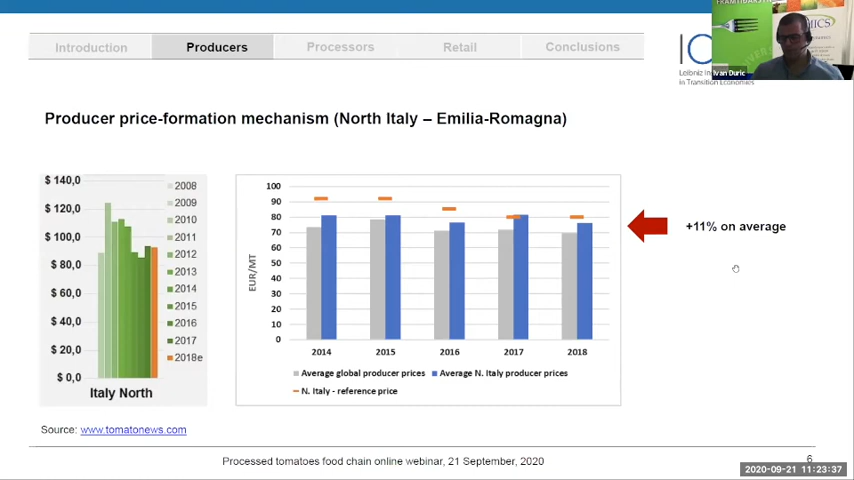 Introduction
Producers
Processors
Retail
Conclusions
Ivan Duric
Leibniz In
in Transition Economies
Producer price-formation mechanism (North Italy – Emilia-Romagna)
$ 140,0
$ 120,0
$ 100,0
$ 80,0
$ 60,0
$ 40,0
$ 20,0
$ 0,0
2008
2009
2010
2011
2012
2013
2014
2015
2016
2017
2018e
Italy North
100
90
80
70
60
50
40
30
20
10
0
EUR/MT
2014
2015
2016
2017
2018
Average global producer prices
Average N. Italy producer prices
N. Italy - reference price
+11% on average
Source: www.tomatonews.com
Processed tomatoes food chain online webinar, 21 September, 2020
6
2020-09-21 11:23:37